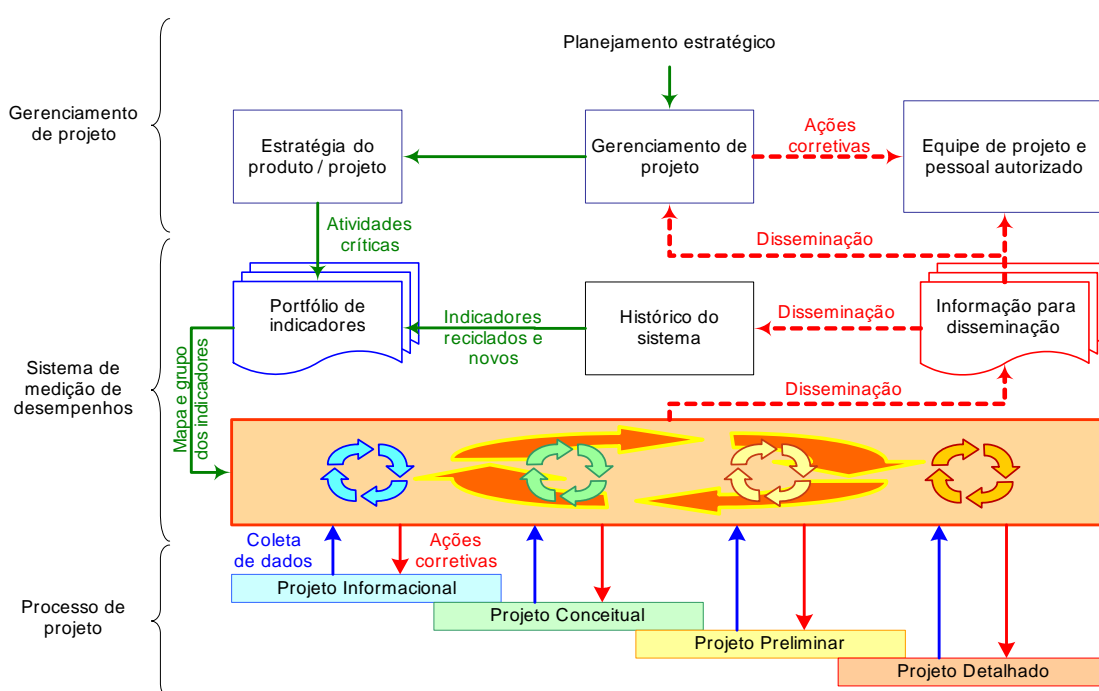 Planejamento estratégico
Gerenciamento
de projeto
Estratégia do
produto / projeto
Gerenciamento de
projeto
Ações
corretivas
Equipe de projeto e
pessoal autorizado
Atividades
críticas
Disseminação
Sistema de
medição de
desempenhos
Portfólio de
indicadores
Indicadores
reciclados e
novos
Histórico do
sistema
Disseminação
Informação para
disseminação
Mapa e grupo
dos indicadores
Disseminação
Processo de
projeto
Coleta
de dados
Ações
corretivas
Projeto Informacional
Projeto Conceitual
Projeto Preliminar
Projeto Detalhado